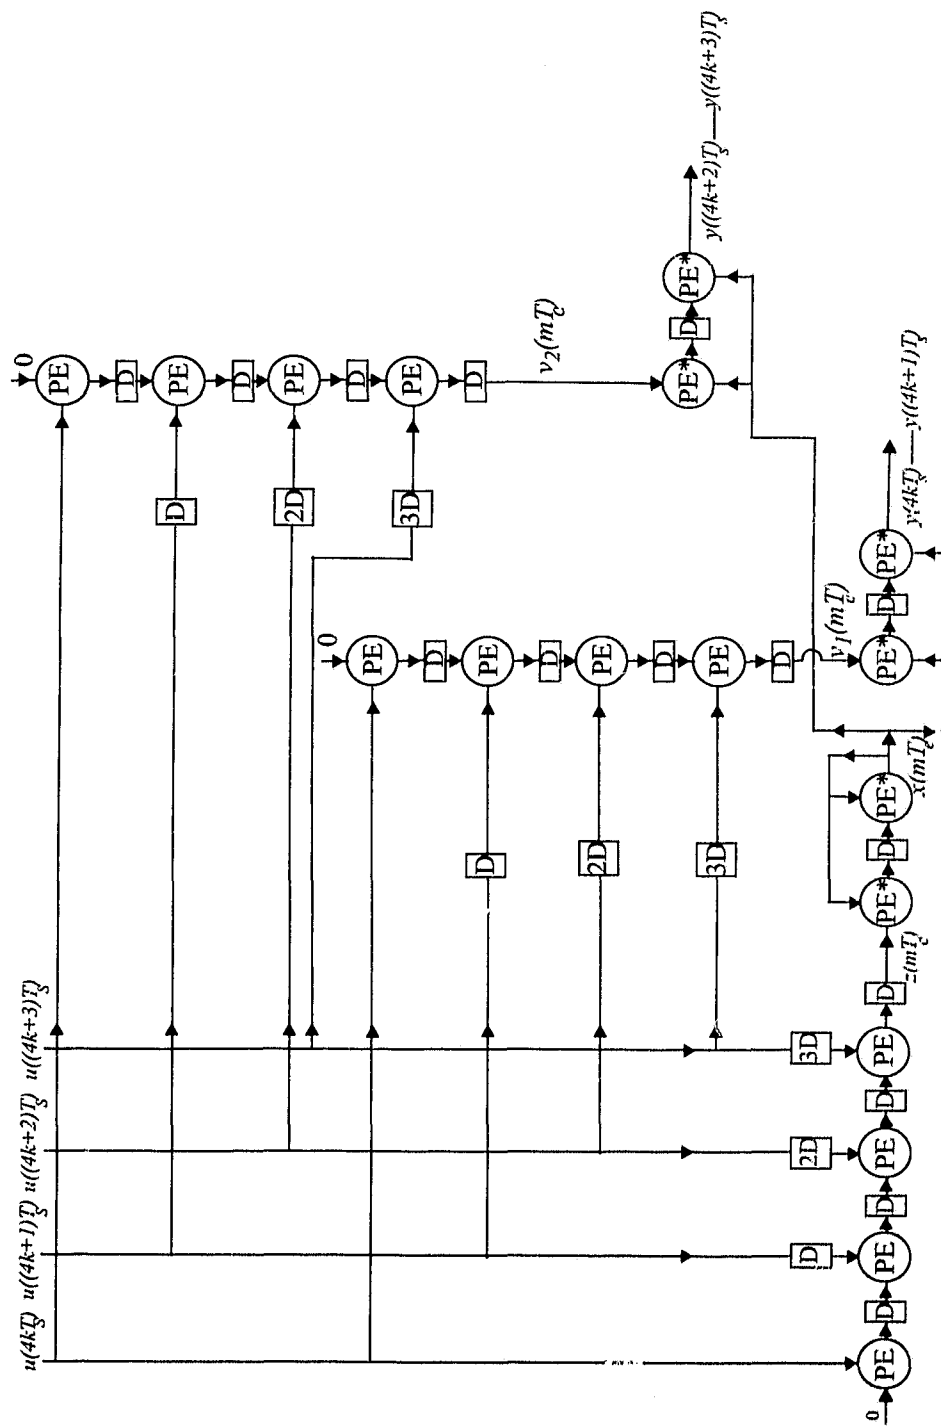 u(4kT_s) u((4k+1)T_s) u((4k+2)T_s) u((4k+3)T_s)
0
PE
D
D PE
D
2D PE
0
D
PE
3D PE
D
D
D PE
v_2(mT_c)
D
2D PE
D
PE* D PE*
y((4k+2)T_s)—y((4k+3)T_s)
3D PE
D
D 2D 3D
v_1(mT_c)
0
PE D PE D PE D PE D PE* D PE* PE* D PE*
z(mT_c) x(mT_c)
y(4kT_s)—y((4k+1)T_s)